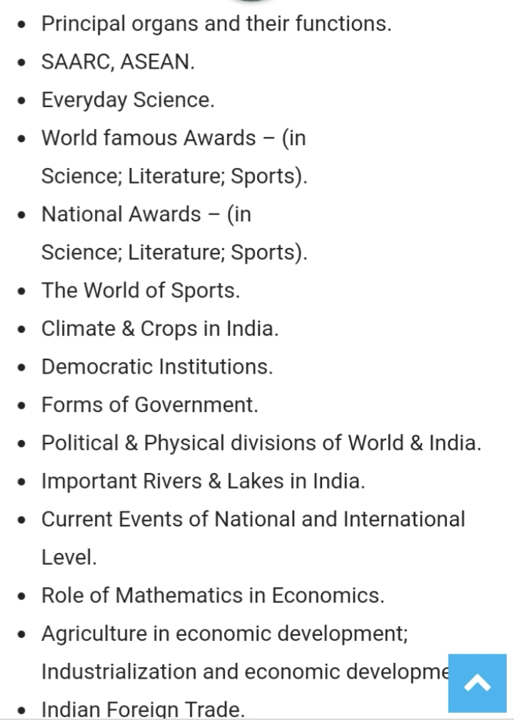 • Principal organs and their functions.
• SAARC, ASEAN.
• Everyday Science.
• World famous Awards – (in
Science; Literature; Sports).
• National Awards – (in
Science; Literature; Sports).
• The World of Sports.
• Climate & Crops in India.
• Democratic Institutions.
• Forms of Government.
• Political & Physical divisions of World & India.
• Important Rivers & Lakes in India.
• Current Events of National and International
Level.
• Role of Mathematics in Economics.
• Agriculture in economic development;
Industrialization and economic developme
• Indian Foreign Trade.